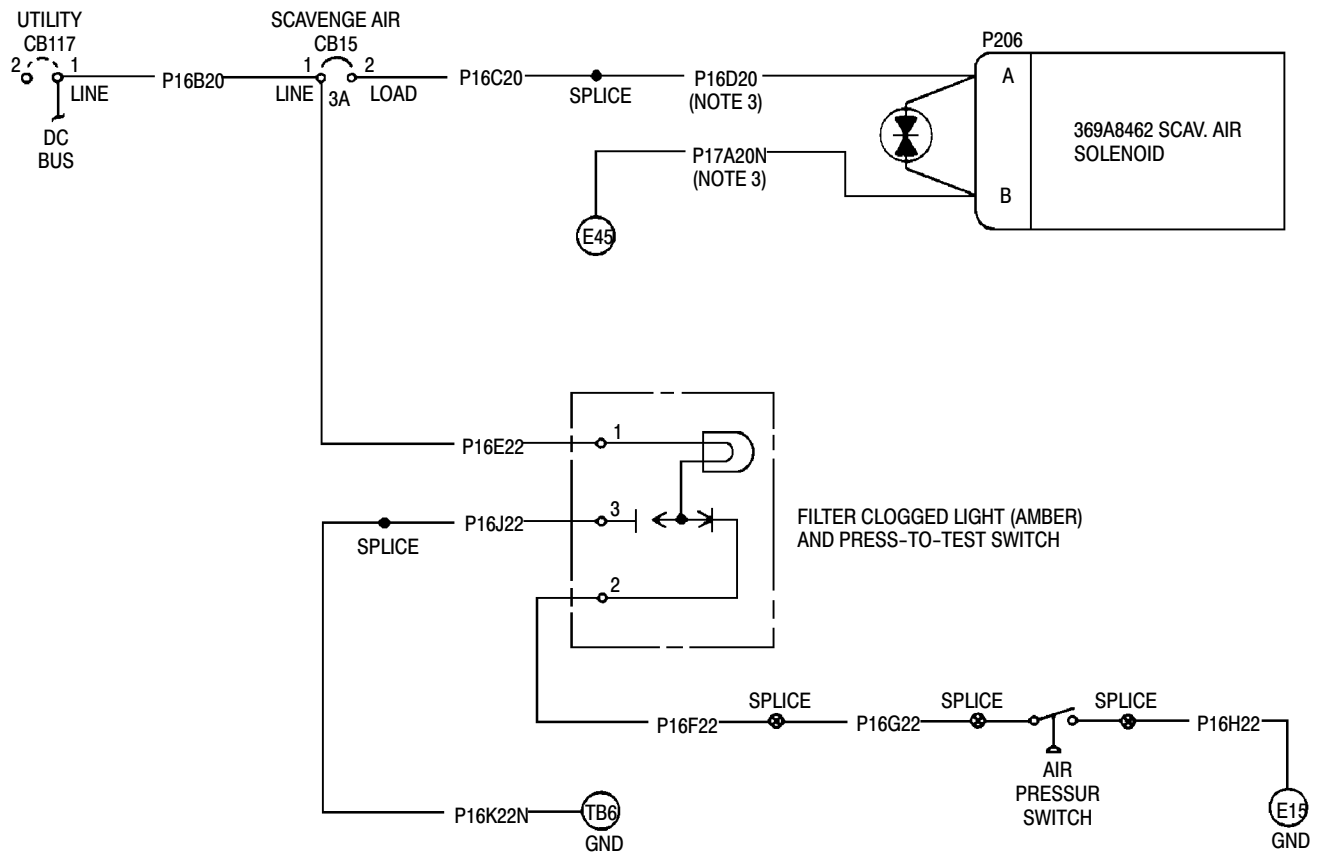 UTILITY
CB117
2
1
LINE
DC
BUS
P16B20
SCAVENGE AIR
CB15
1
2
LINE
3A
LOAD
P16C20
SPLICE
P16D20
(NOTE 3)
P17A20N
(NOTE 3)
E45
P206
A
B
369A8462 SCAV. AIR
SOLENOID
P16E22
1
P16J22
3
SPLICE
2
FILTER CLOGGED LIGHT (AMBER)
AND PRESS-TO-TEST SWITCH
P16F22
SPLICE
P16G22
SPLICE
SPLICE
P16H22
AIR
PRESSUR
SWITCH
E15
GND
P16K22N
TB6
GND